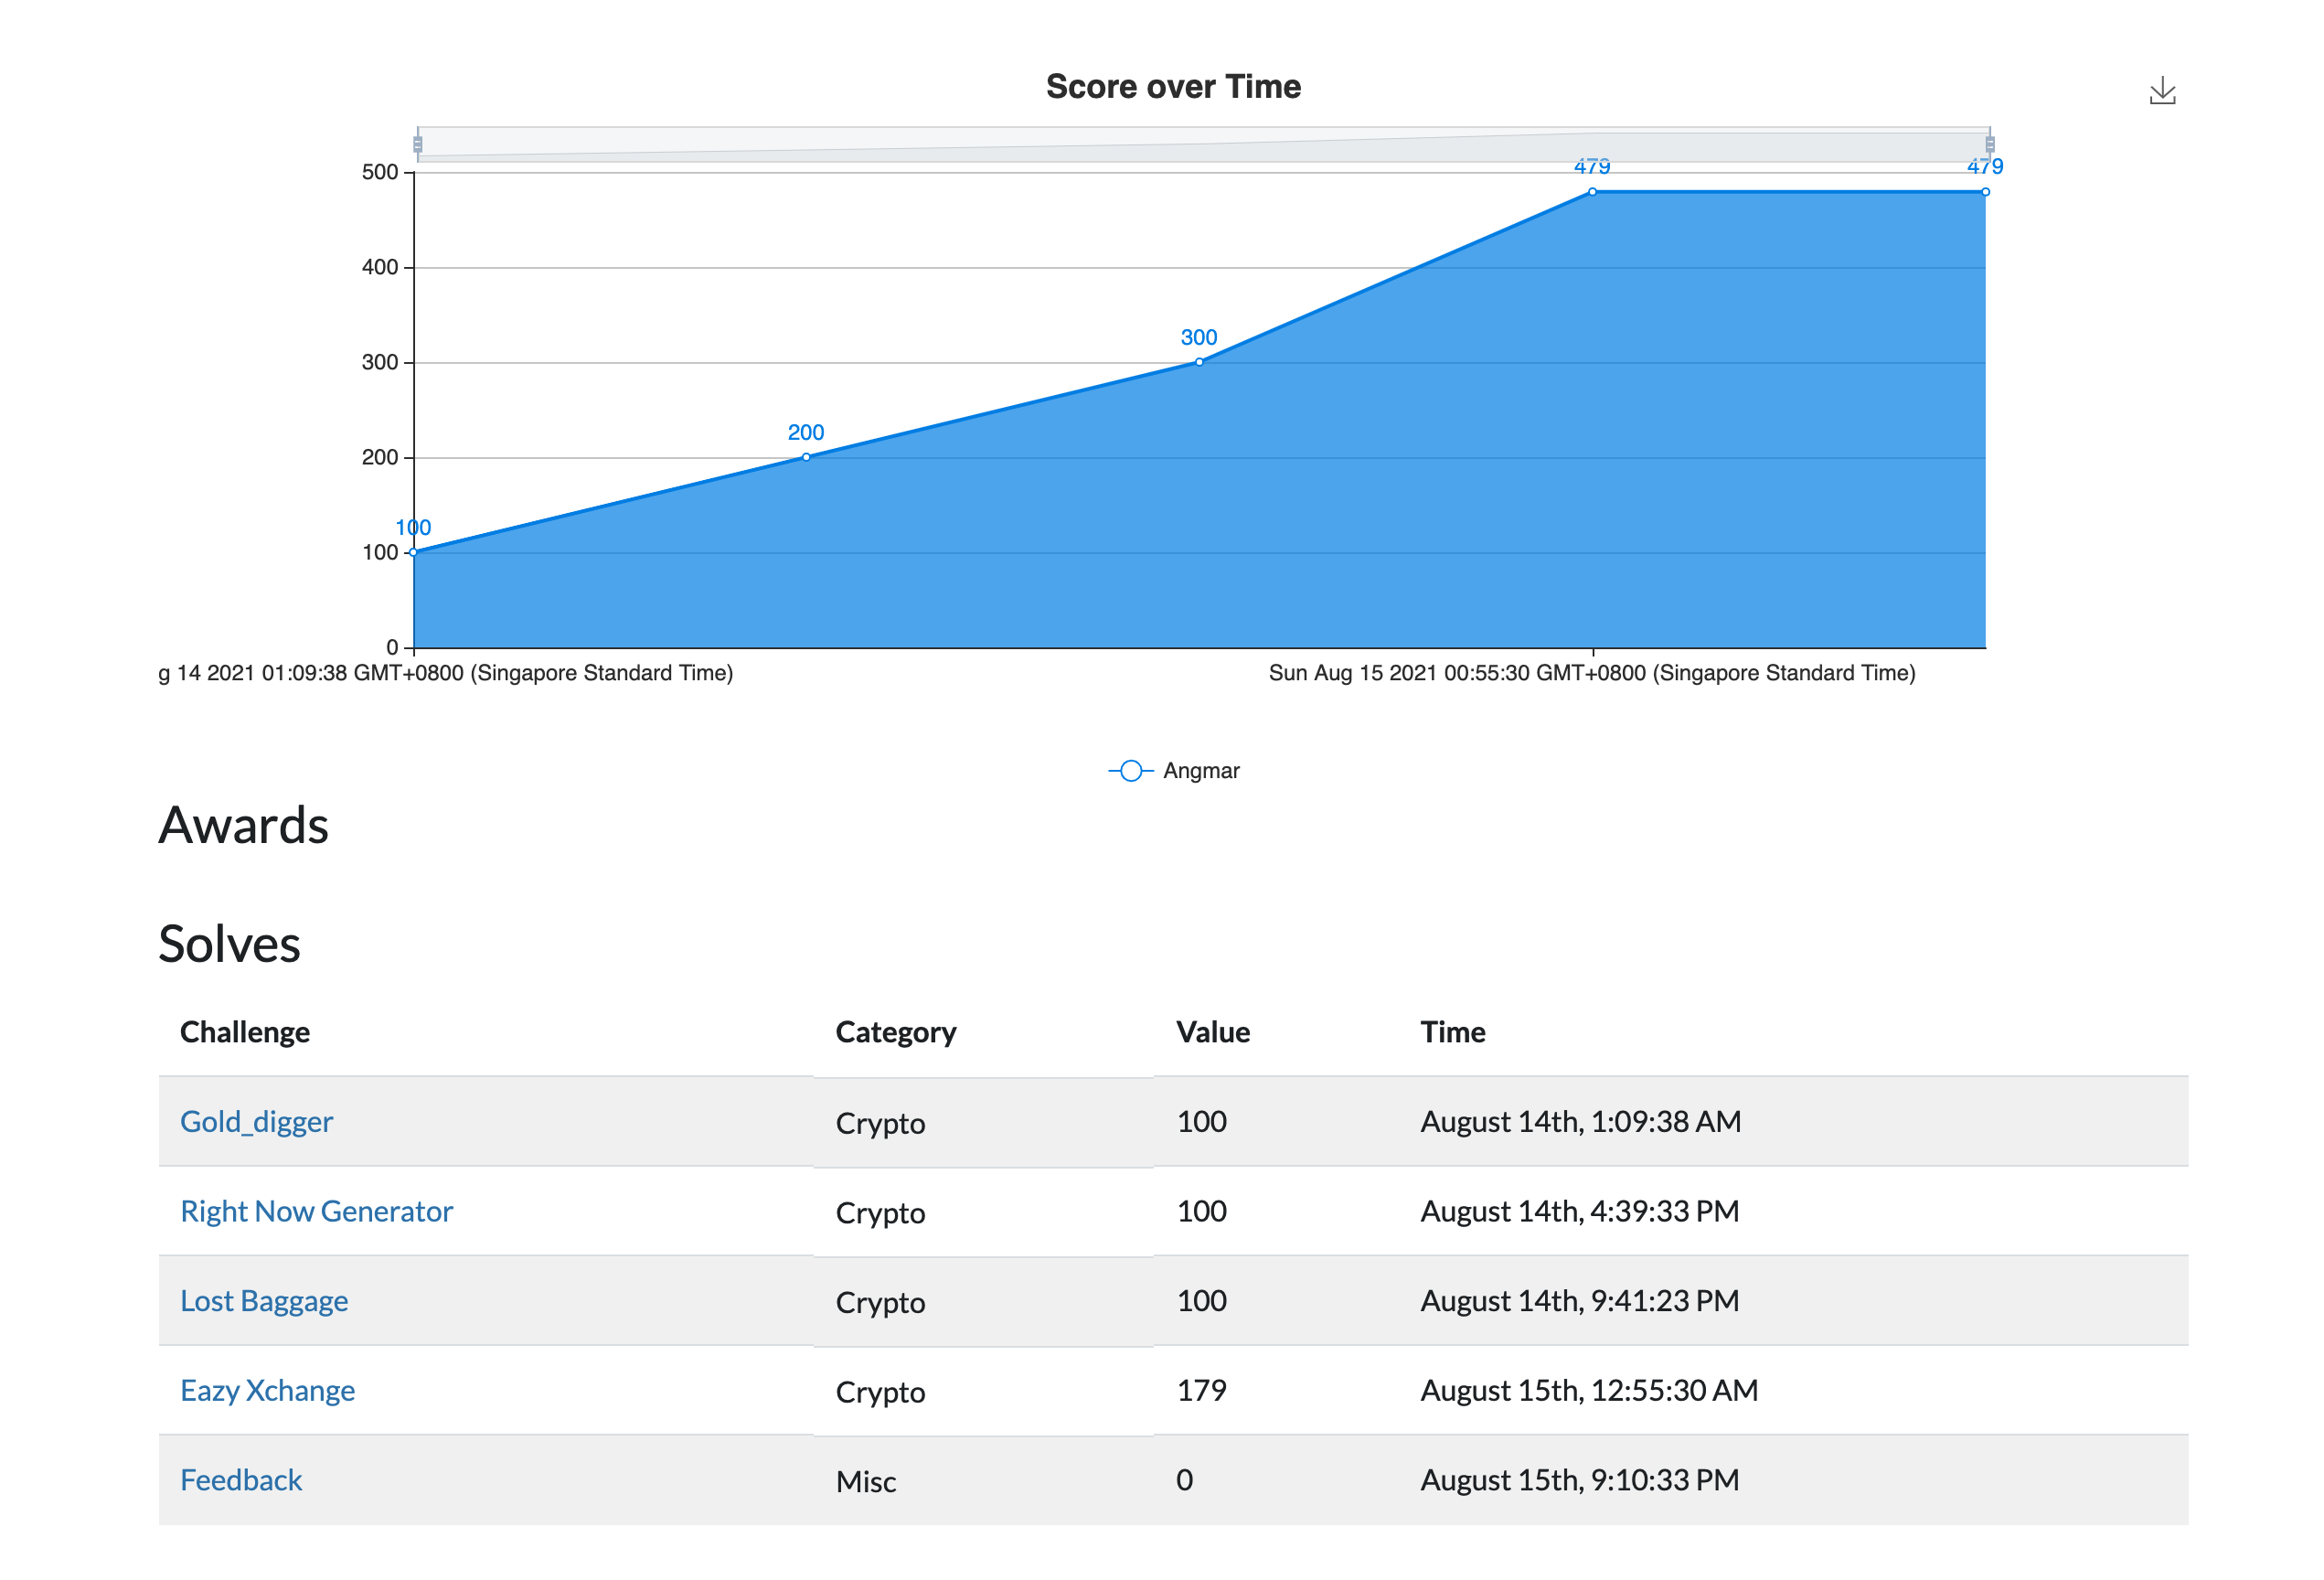 Score over Time
479 479
500
400
300
300
200
200
100
100
0
g 14 2021 01:09:38 GMT+0800 (Singapore Standard Time) Sun Aug 15 2021 00:55:30 GMT+0800 (Singapore Standard Time)
Angmar
Awards
Solves
Challenge Category Value Time
Gold_digger Crypto 100 August 14th, 1:09:38 AM
Right Now Generator Crypto 100 August 14th, 4:39:33 PM
Lost Baggage Crypto 100 August 14th, 9:41:23 PM
Eazy Xchange Crypto 179 August 15th, 12:55:30 AM
Feedback Misc 0 August 15th, 9:10:33 PM